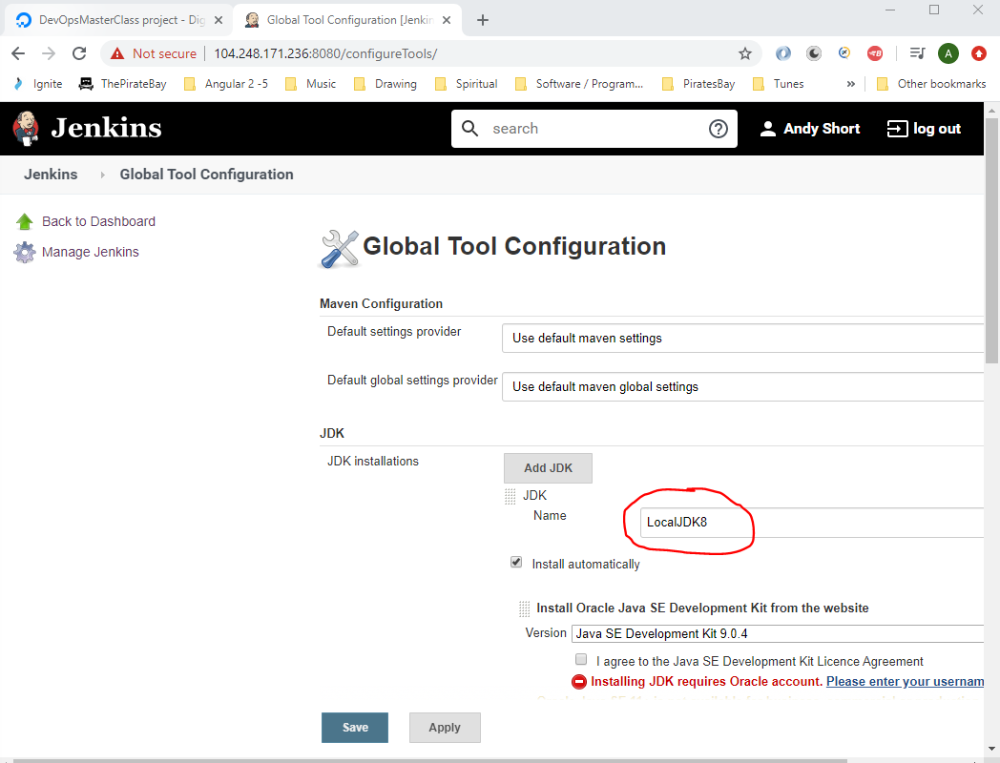 DevOpsMasterClass project - Dig
Global Tool Configuration [Jenkin
Not secure 104.248.171.236:8080/configureTools/
Ignite ThePirateBay Angular 2 -5 Music Drawing Spiritual Software / Program... PiratesBay Tunes » Other bookmarks
Jenkins search Andy Short log out
Jenkins Global Tool Configuration
Back to Dashboard
Manage Jenkins
Global Tool Configuration
Maven Configuration
Default settings provider Use default maven settings
Default global settings provider Use default maven global settings
JDK
JDK installations Add JDK
JDK
Name LocalJDK8
Install automatically
Install Oracle Java SE Development Kit from the website
Version Java SE Development Kit 9.0.4
I agree to the Java SE Development Kit Licence Agreement
Installing JDK requires Oracle account. Please enter your usernam
Save Apply